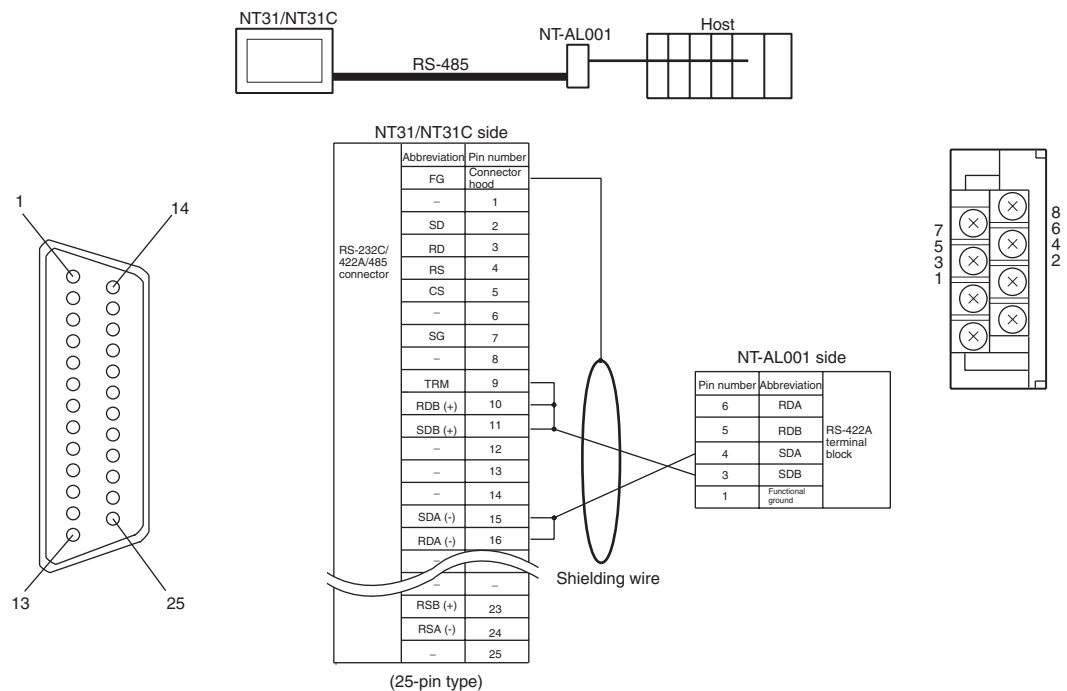 NT31/NT31C
RS-485
NT-AL001
Host
NT31/NT31C side
RS-232C/
422A/485
connector
Abbreviation Pin number
FG Connector
hood
– 1
SD 2
RD 3
RS 4
CS 5
– 6
SG 7
– 8
TRM 9
RDB (+) 10
SDB (+) 11
– 12
– 13
– 14
SDA (-) 15
RDA (-) 16
–
– –
RSB (+) 23
RSA (-) 24
– 25
(25-pin type)
1
14
13
25
Shielding wire
NT-AL001 side
Pin number Abbreviation
6 RDA
5 RDB
4 SDA
3 SDB
1 Functional
ground
RS-422A
terminal
block
7
5
3
1
8
6
4
2